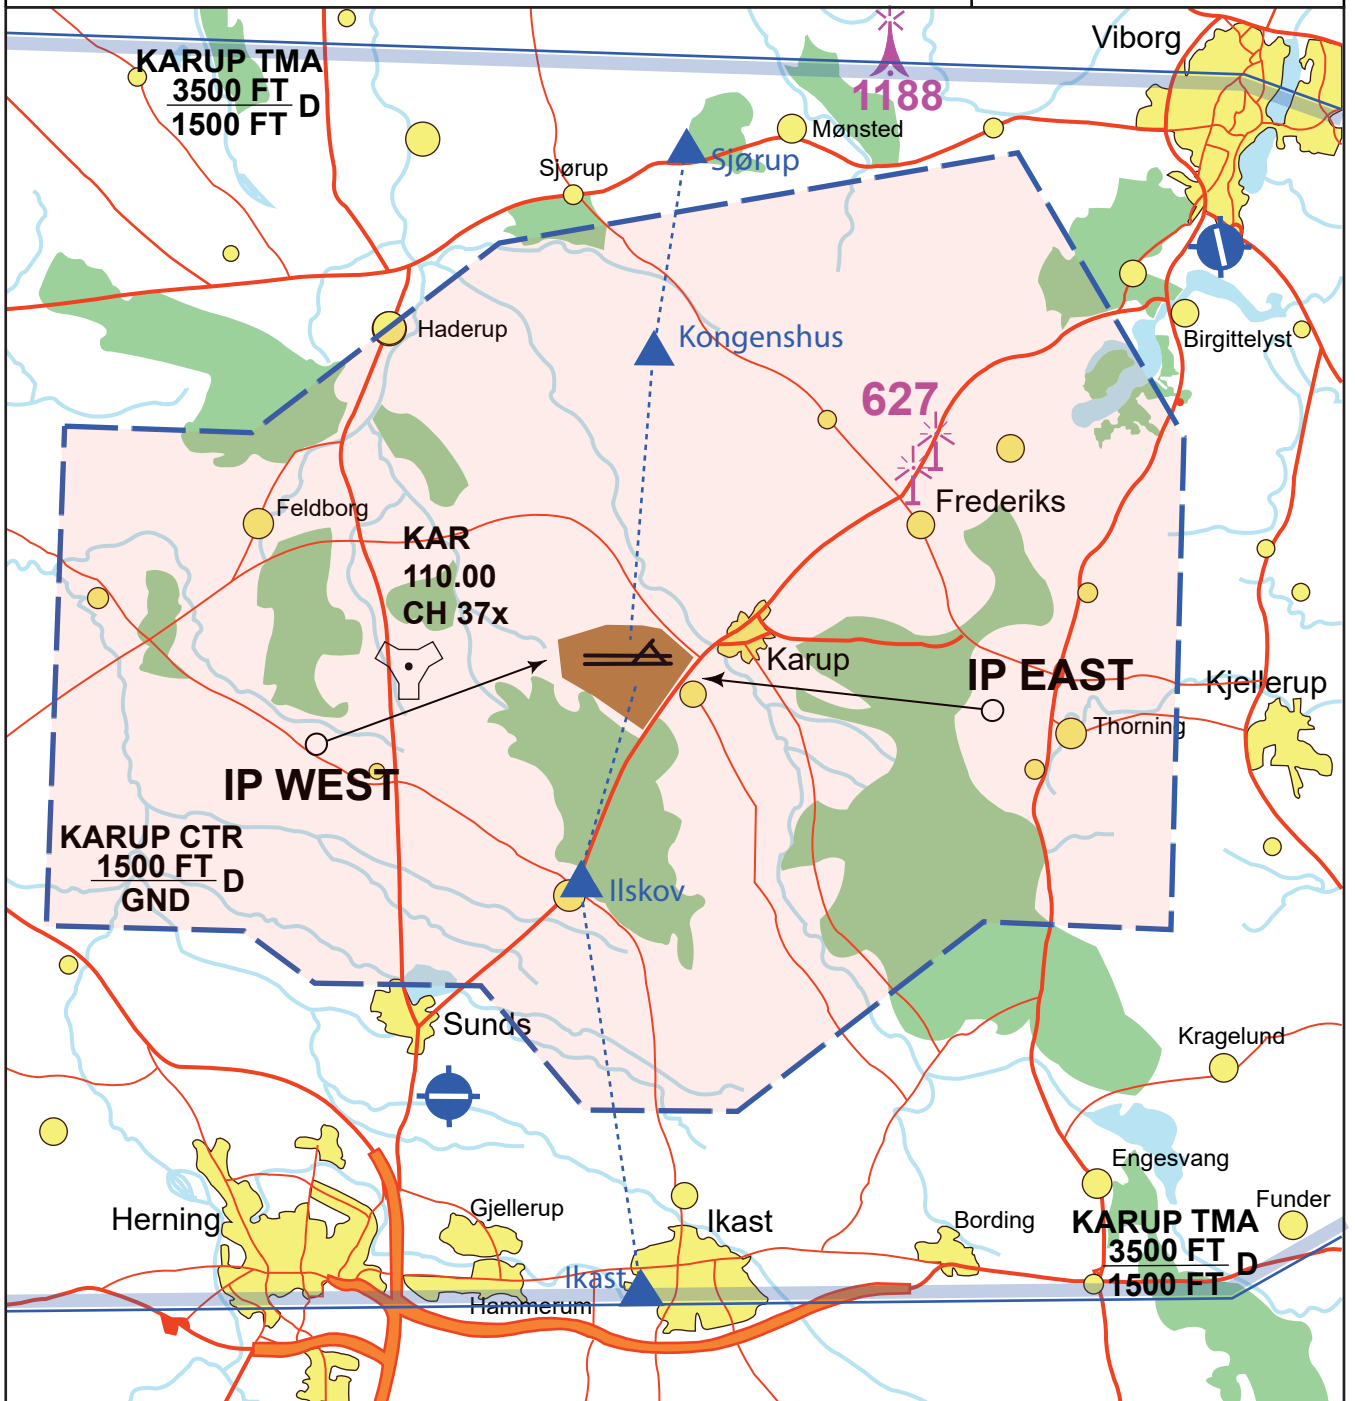 Viborg
KARUP TMA
3500 FT
D
1500 FT
1188
Mønsted
Sjørup
Sjørup
Haderup
Kongenshus
Birgittelyst
627
Feldborg
Frederiks
KAR
110.00
CH 37x
Karup
IP EAST
Kjellerup
Thorning
IP WEST
KARUP CTR
1500 FT
D
GND
Ilskov
Sunds
Kragelund
Engesvang
Herning
Gjellerup
Ikast
Bording
Funder
KARUP TMA
3500 FT
D
1500 FT
Ikast
Hammerum